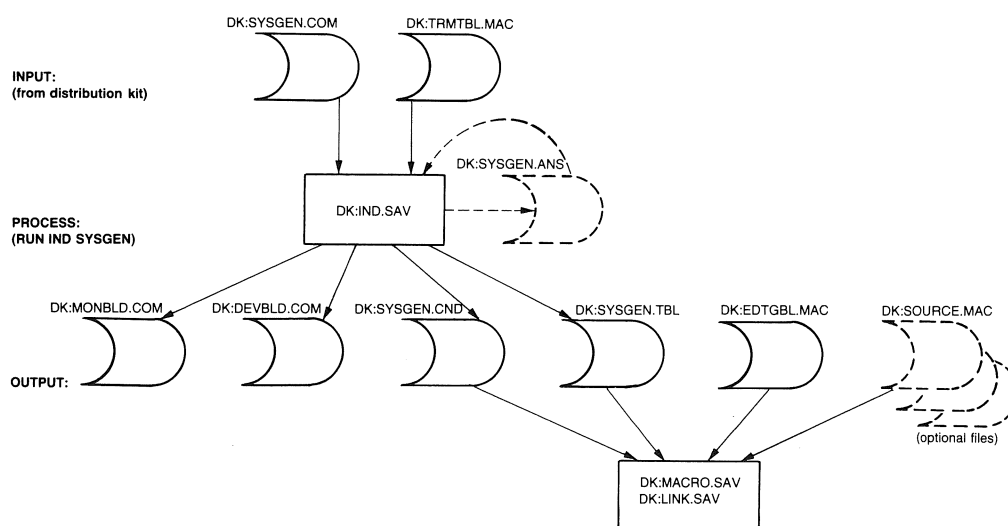 DK:SYSGEN.COM
DK:TRMTBL.MAC
INPUT:
(from distribution kit)
DK:SYSGEN.ANS
DK:IND.SAV
PROCESS:
(RUN IND SYSGEN)
DK:MONBLD.COM
DK:DEVBLD.COM
DK:SYSGEN.CND
DK:SYSGEN.TBL
DK:EDTGBL.MAC
DK:SOURCE.MAC
OUTPUT:
(optional files)
DK:MACRO.SAV
DK:LINK.SAV